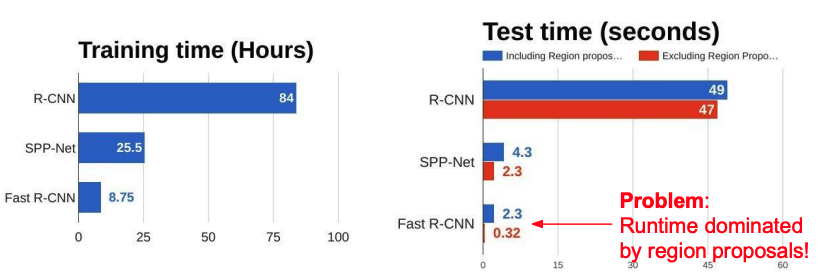 Training time (Hours)
R-CNN
84
SPP-Net
25.5
Fast R-CNN
8.75
0 25 50 75 100
Test time (seconds)
Including Region propos…
Excluding Region Propo…
R-CNN
49
47
SPP-Net
4.3
2.3
Fast R-CNN
2.3
0.32
Problem:
Runtime dominated
by region proposals!
0 15 30 45 60